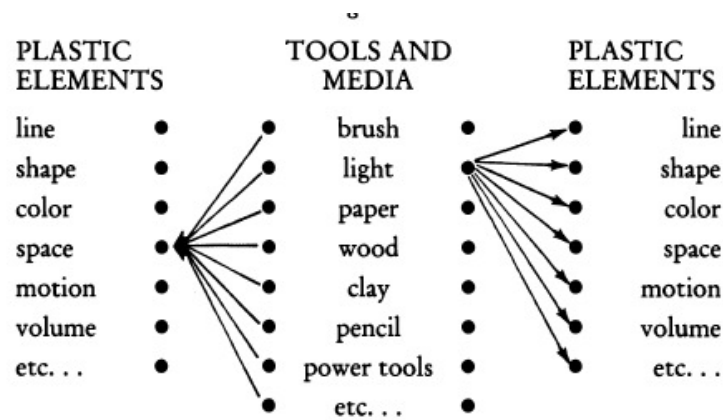 PLASTIC ELEMENTS
TOOLS AND MEDIA
PLASTIC ELEMENTS
line brush line
shape light shape
color paper color
space wood space
motion clay motion
volume pencil volume
etc. . . power tools etc. . .
etc. . .